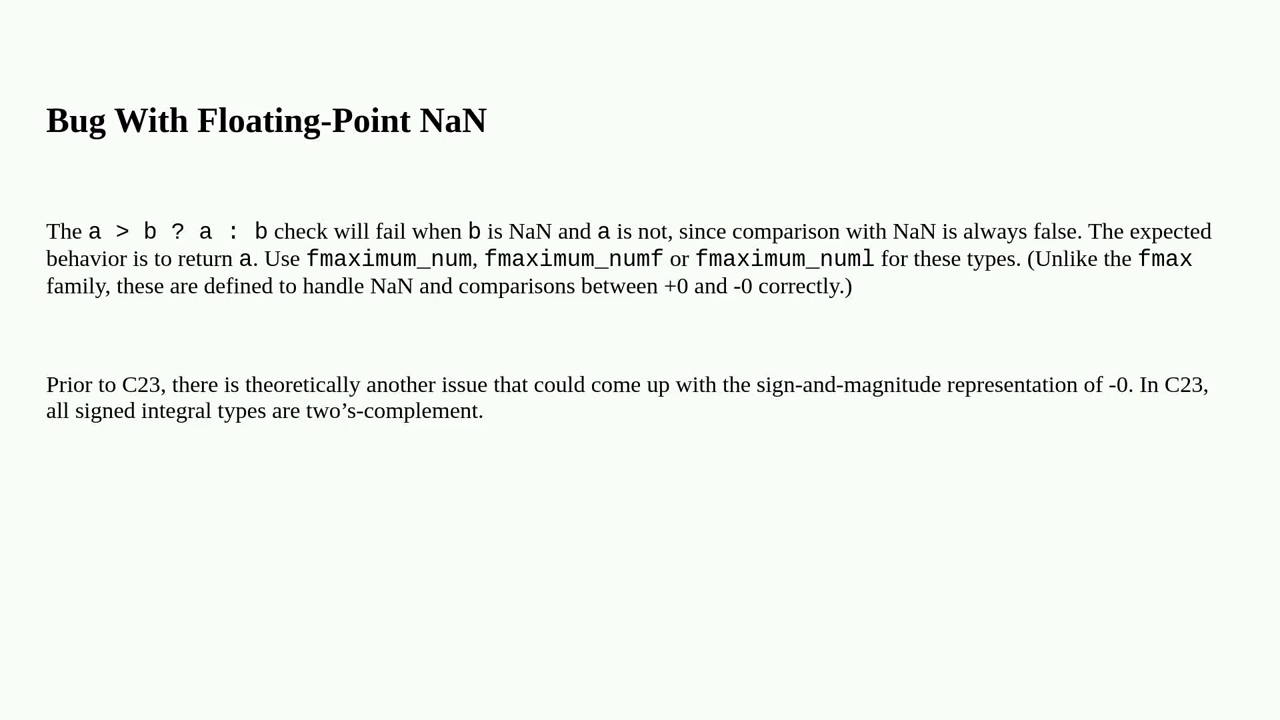 Bug With Floating-Point NaN
The a > b ? a : b check will fail when b is NaN and a is not, since comparison with NaN is always false. The expected
behavior is to return a. Use fmaximum_num, fmaximum_numf or fmaximum_numl for these types. (Unlike the fmax
family, these are defined to handle NaN and comparisons between +0 and -0 correctly.)
Prior to C23, there is theoretically another issue that could come up with the sign-and-magnitude representation of -0. In C23,
all signed integral types are two’s-complement.